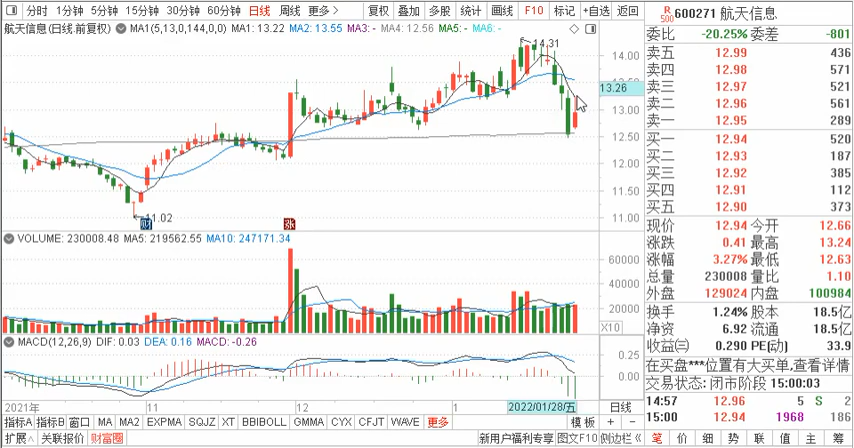 分时 1分钟 5分钟 15分钟 30分钟 60分钟 日线 周线 更多> 复权 叠加 多股 统计 画线 F10 标记 +自选 返回
R 500 600271 航天信息
航天信息(日线.前复权) MA1(5,13,0,144,0,0) MA1: 13.22 MA2: 13.55 MA3: - MA4: 12.56 MA5: - MA6: -
委比 -20.25% 委差 -801
卖五 12.99 436
卖四 12.98 571
卖三 12.97 521
卖二 12.96 561
卖一 12.95 289
买一 12.94 520
买二 12.93 187
买三 12.92 385
买四 12.91 112
买五 12.90 373
现价 12.94 今开 12.66
涨跌 0.41 最高 13.24
涨幅 3.27% 最低 12.63
总量 230008 量比 1.10
外盘 129024 内盘 100984
换手 1.24% 股本 18.5亿
净资 6.92 流通 18.5亿
收益㈢ 0.290 PE(动) 33.9
在买盘***位置有大买单,查看详情
交易状态: 闭市阶段 15:00:03
14:57 12.96 5 S 2
15:00 12.94 1968 186
笔 价 细 势 联 值 主 筹
14.31
14.00
13.26
13.00
12.50
12.00
11.50
11.00
11.02
财
涨
VOLUME: 230008.48 MA5: 219562.55 MA10: 247171.34
60000
40000
20000
X10
MACD(12,26,9) DIF: 0.03 DEA: 0.16 MACD: -0.26
0.25
0.00
2021年 11 12 1 2022/01/28/五 日线
指标A 指标B 窗口 MA MA2 EXPMA SQJZ XT BBIBOLL GMMA CYX CFJT WAVE 更多 模板 + -
扩展∧ 关联报价 财富圈 新用户福利专享 图文F10 侧边栏<